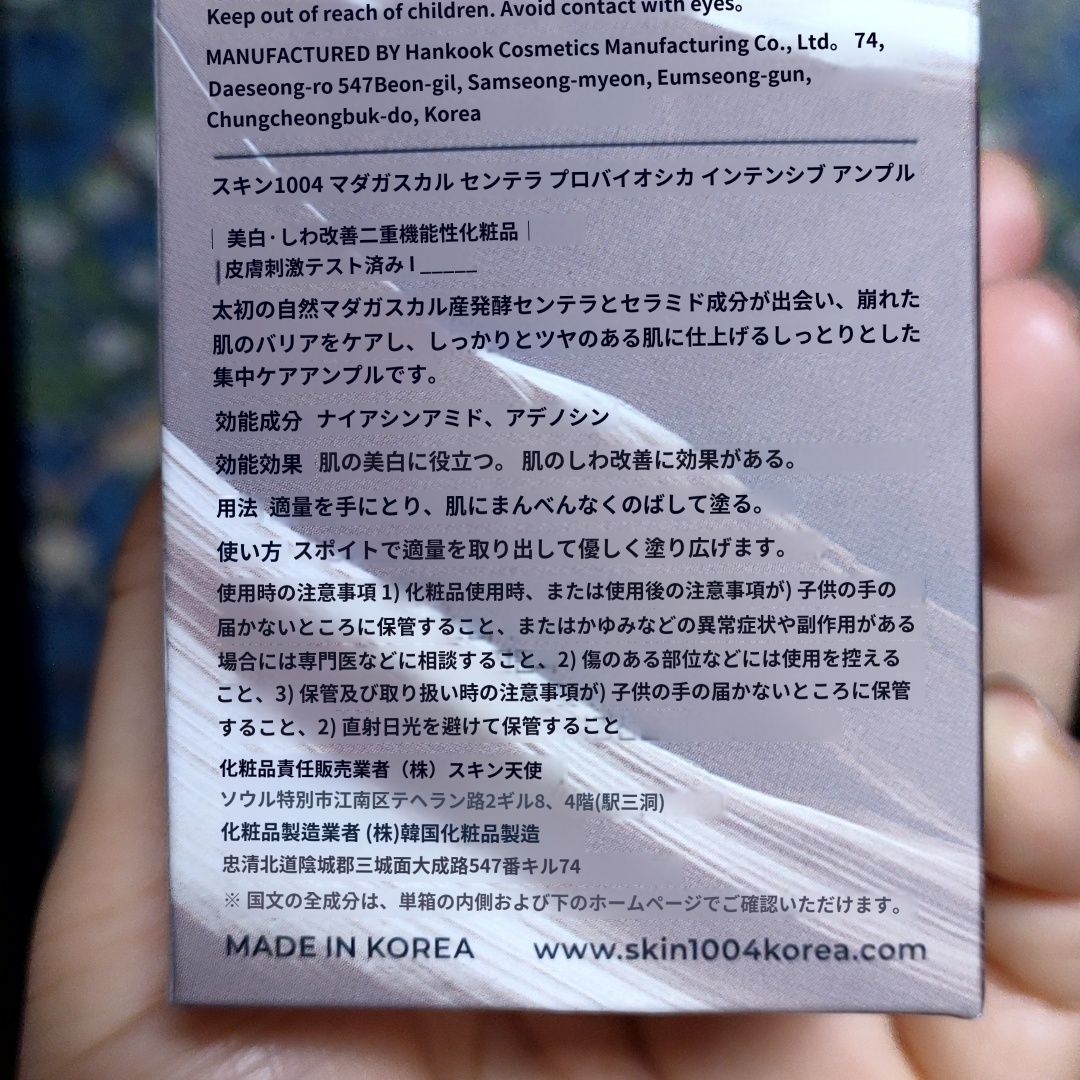 Keep out of reach of children. Avoid contact with eyes。
MANUFACTURED BY Hankook Cosmetics Manufacturing Co., Ltd。 74,
Daeseong-ro 547Beon-gil, Samseong-myeon, Eumseong-gun,
Chungcheongbuk-do, Korea
スキン1004 マダガスカル センテラ プロバイオシカ インテンシブ アンプル
| 美白·しわ改善二重機能性化粧品 |
|皮膚刺激テスト済み I _____
太初の自然マダガスカル産発酵センテラとセラミド成分が出会い、崩れた
肌のバリアをケアし、しっかりとツヤのある肌に仕上げるしっとりとした
集中ケアアンプルです。
効能成分 ナイアシンアミド、アデノシン
効能効果 肌の美白に役立つ。 肌のしわ改善に効果がある。
用法 適量を手にとり、肌にまんべんなくのばして塗る。
使い方 スポイトで適量を取り出して優しく塗り広げます。
使用時の注意事項 1) 化粧品使用時、または使用後の注意事項が) 子供の手の
届かないところに保管すること、またはかゆみなどの異常症状や副作用がある
場合には専門医などに相談すること、2) 傷のある部位などには使用を控える
こと、3) 保管及び取り扱い時の注意事項が) 子供の手の届かないところに保管
すること、2) 直射日光を避けて保管すること
化粧品責任販売業者（株）スキン天使
ソウル特別市江南区テヘラン路2ギル8、4階(駅三洞)
化粧品製造業者 (株)韓国化粧品製造
忠清北道陰城郡三城面大成路547番キル74
※ 国文の全成分は、単箱の内側および下のホームページでご確認いただけます。
MADE IN KOREA www.skin1004korea.com